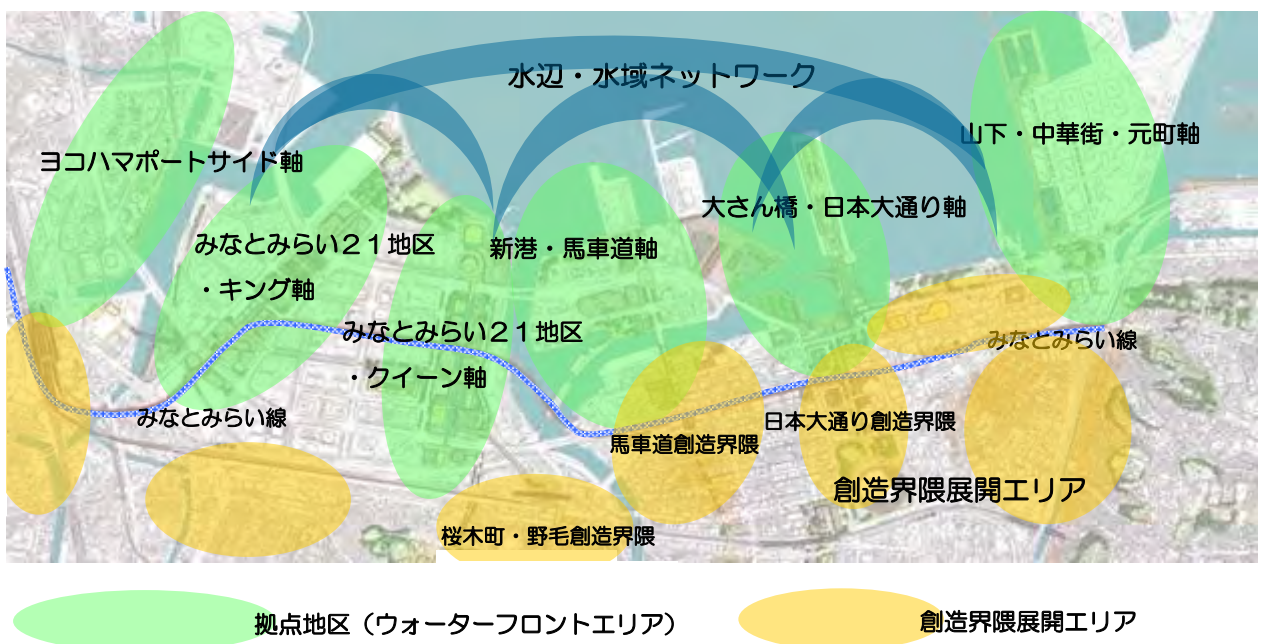 水辺・水域ネットワーク
山下・中華街・元町軸
ヨコハマポートサイド軸
大さん橋・日本大通り軸
みなとみらい２１地区
・キング軸
新港・馬車道軸
みなとみらい２１地区
・クイーン軸
みなとみらい線
みなとみらい線
日本大通り創造界隈
馬車道創造界隈
創造界隈展開エリア
桜木町・野毛創造界隈
拠点地区（ウォーターフロントエリア）
創造界隈展開エリア